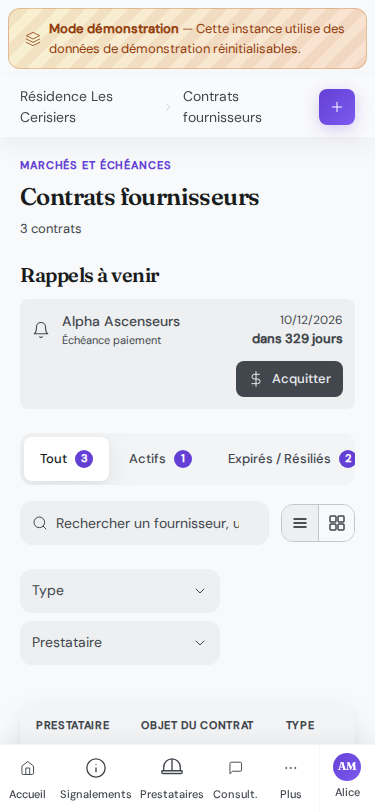 Mode démonstration — Cette instance utilise des
données de démonstration réinitialisables.
Résidence Les
Cerisiers
Contrats
fournisseurs
MARCHÉS ET ÉCHÉANCES
Contrats fournisseurs
3 contrats
Rappels à venir
Alpha Ascenseurs
10/12/2026
Échéance paiement
dans 329 jours
Acquitter
Tout 3
Actifs 1
Expirés / Résiliés 2
Rechercher un fournisseur, u
Type
Prestataire
PRESTATAIRE OBJET DU CONTRAT TYPE
AM
Accueil Signalements Prestataires Consult. Plus Alice